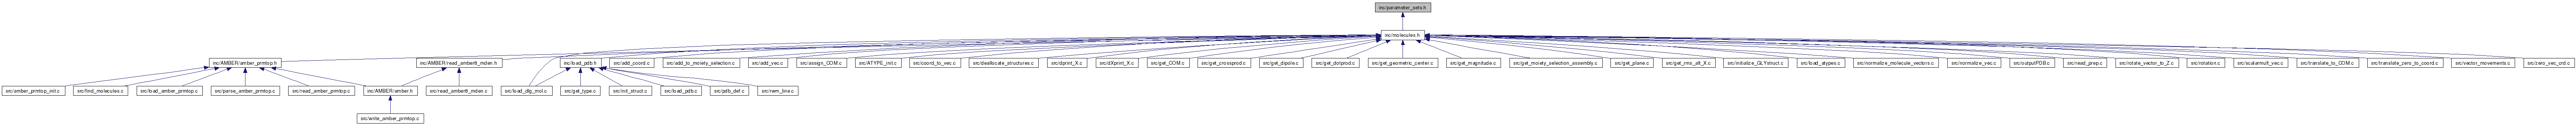 inc/parameter_sets.h
inc/molecules.h
inc/AMBER/amber_prmtop.h
inc/AMBER/read_amber8_mden.h
inc/load_pdb.h
src/add_coord.c
src/add_to_moiety_selection.c
src/add_vec.c
src/assign_COM.c
src/ATYPE_init.c
src/coord_to_vec.c
src/deallocate_structures.c
src/dprint_X.c
src/dXprint_X.c
src/get_COM.c
src/get_crossprod.c
src/get_dipole.c
src/get_dotprod.c
src/get_geometric_center.c
src/get_magnitude.c
src/get_moiety_selection_assembly.c
src/get_plane.c
src/get_rms_alt_X.c
src/initialize_GLYstruct.c
src/load_atypes.c
src/normalize_molecule_vectors.c
src/normalize_vec.c
src/outputPDB.c
src/read_prep.c
src/rotate_vector_to_Z.c
src/rotation.c
src/scalarmult_vec.c
src/translate_to_COM.c
src/translate_zero_to_coord.c
src/vector_movements.c
src/zero_vec_crd.c
src/amber_prmtop_init.c
src/find_molecules.c
src/load_amber_prmtop.c
src/parse_amber_prmtop.c
src/read_amber_prmtop.c
inc/AMBER/amber.h
src/read_amber8_mden.c
src/load_dlg_mol.c
src/get_type.c
src/init_struct.c
src/load_pdb.c
src/pdb_def.c
src/rwm_line.c
src/write_amber_prmtop.c